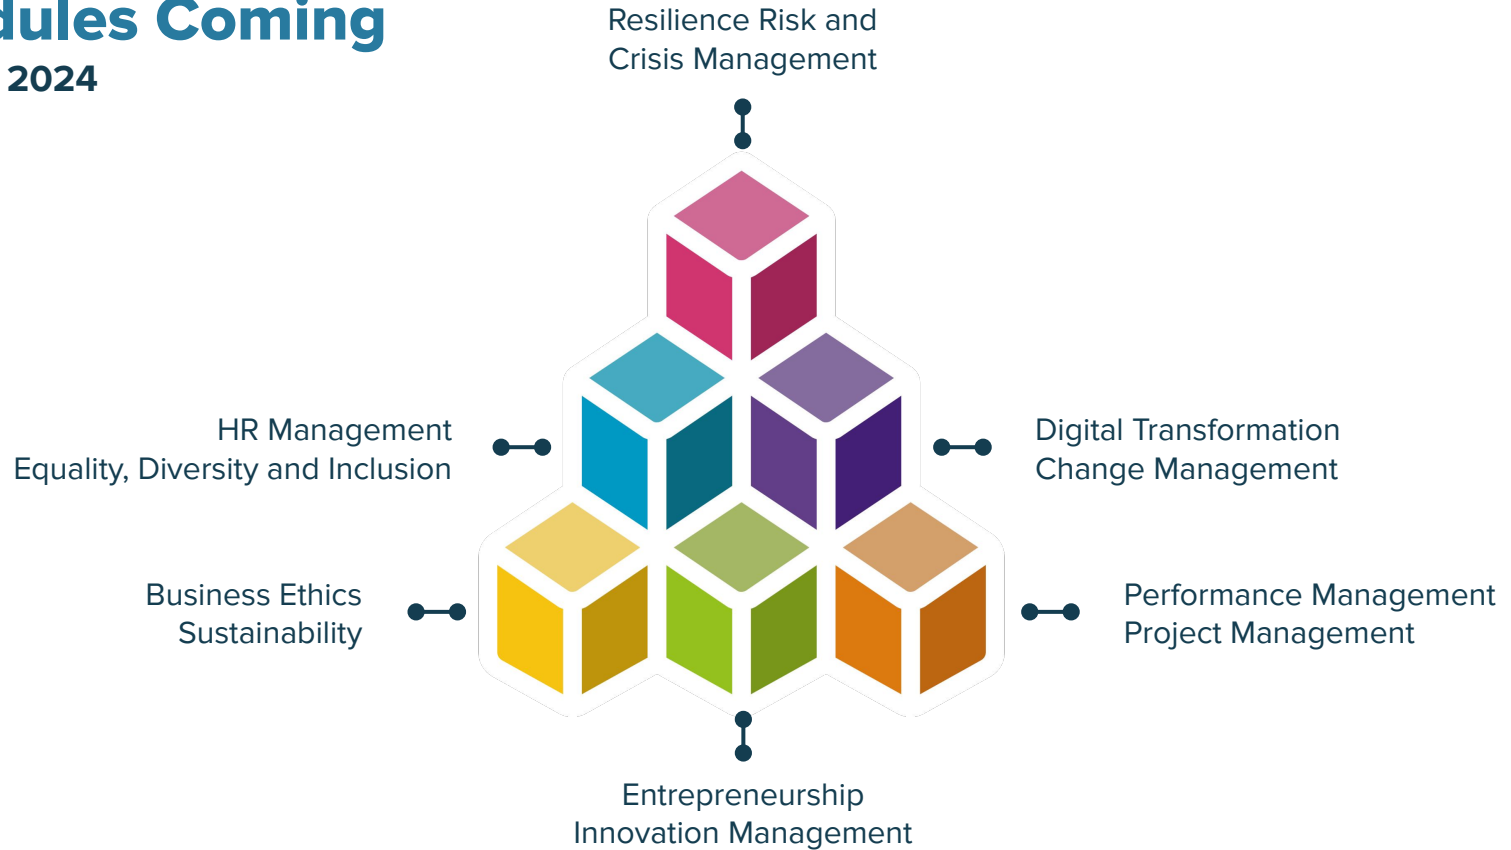 dules Coming
2024
Resilience Risk and
Crisis Management
HR Management
Equality, Diversity and Inclusion
Digital Transformation
Change Management
Business Ethics
Sustainability
Performance Management
Project Management
Entrepreneurship
Innovation Management